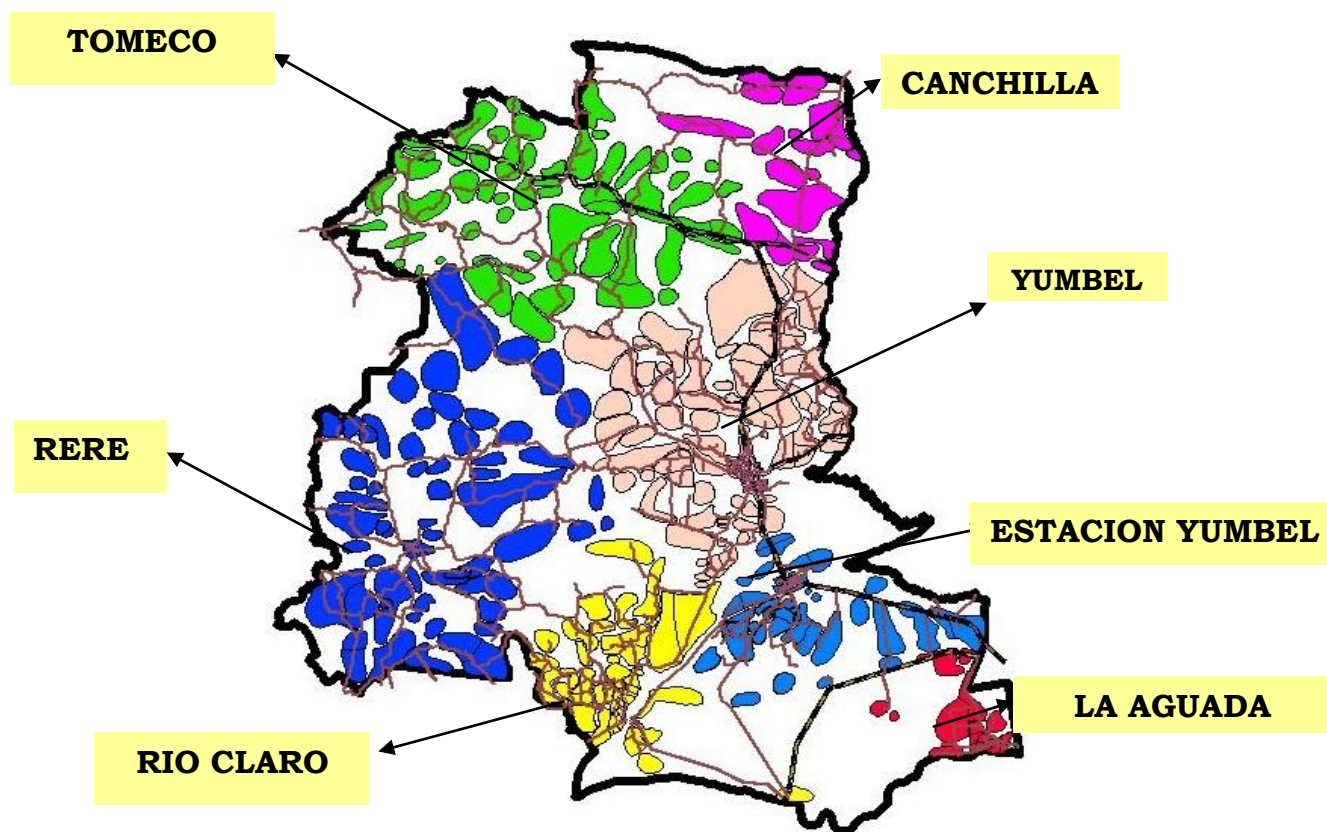 TOMECO
CANCHILLA
YUMBEL
RERE
ESTACION YUMBEL
LA AGUADA
RIO CLARO